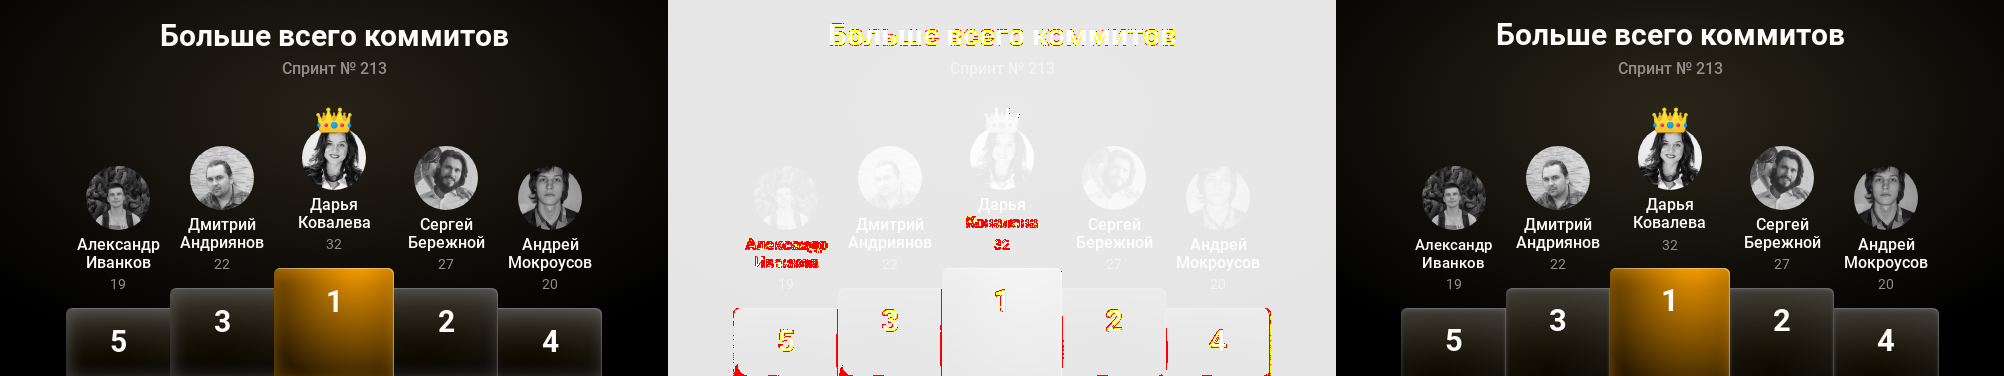 Больше всего коммитов
Спринт № 213
Александр
Иванков
19
Дмитрий
Андриянов
22
Дарья
Ковалева
32
Сергей
Бережной
27
Андрей
Мокроусов
20
5
3
1
2
4
Больше всего коммитов
Спринт № 213
Александр
Иванков
19
Дмитрий
Андриянов
22
Дарья
Ковалева
32
Сергей
Бережной
27
Андрей
Мокроусов
20
5
3
1
2
4
Больше всего коммитов
Спринт № 213
Александр
Иванков
19
Дмитрий
Андриянов
22
Дарья
Ковалева
32
Сергей
Бережной
27
Андрей
Мокроусов
20
5
3
1
2
4